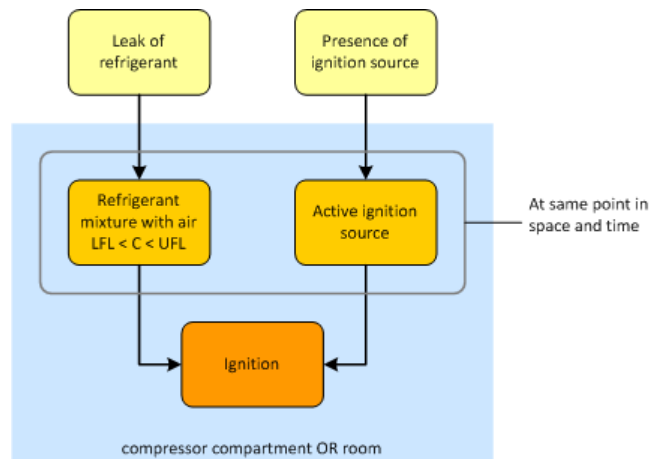 Leak of
refrigerant
Presence of
ignition source
Refrigerant
mixture with air
LFL < C < UFL
Active ignition
source
At same point in
space and time
Ignition
compressor compartment OR room